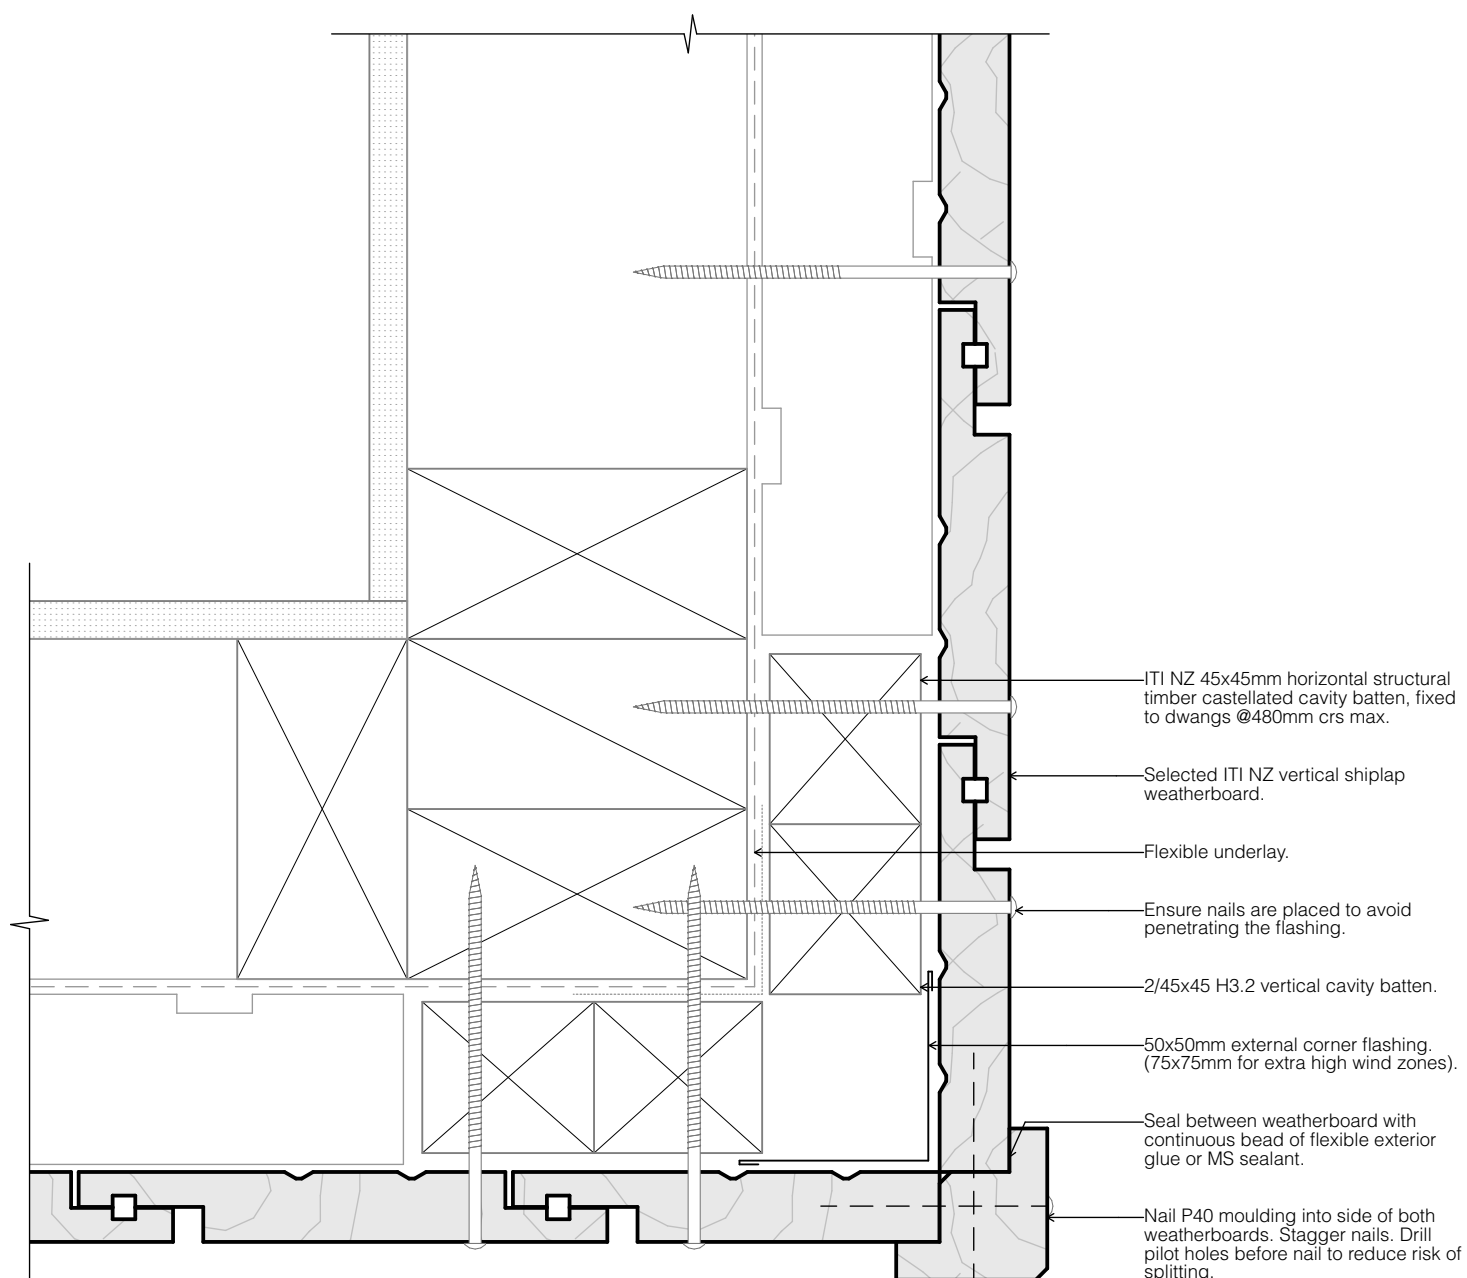 ITI NZ 45x45mm horizontal structural
timber castellated cavity batten, fixed
to dwangs @480mm crs max.
Selected ITI NZ vertical shiplap
weatherboard.
Flexible underlay.
Ensure nails are placed to avoid
penetrating the flashing.
2/45x45 H3.2 vertical cavity batten.
50x50mm external corner flashing.
(75x75mm for extra high wind zones).
Seal between weatherboard with
continuous bead of flexible exterior
glue or MS sealant.
Nail P40 moulding into side of both
weatherboards. Stagger nails. Drill
pilot holes before nail to reduce risk of
splitting.